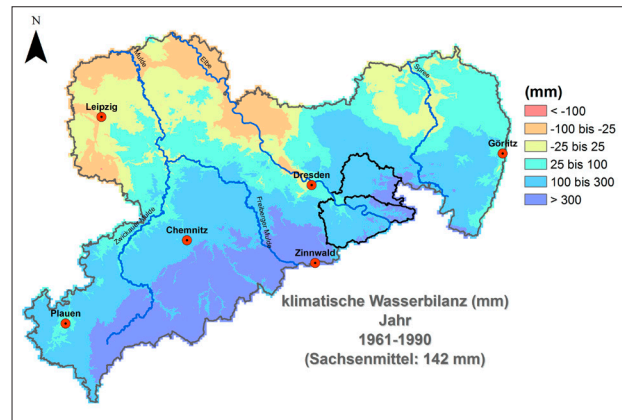 N
Mulde
Elbe
Spree
Leipzig
Görlitz
Dresden
Zwickauer Mulde
Freiberger Mulde
Chemnitz
Zinnwald
Plauen
(mm)
< -100
-100 bis -25
-25 bis 25
25 bis 100
100 bis 300
> 300
klimatische Wasserbilanz (mm)
Jahr
1961-1990
(Sachsenmittel: 142 mm)